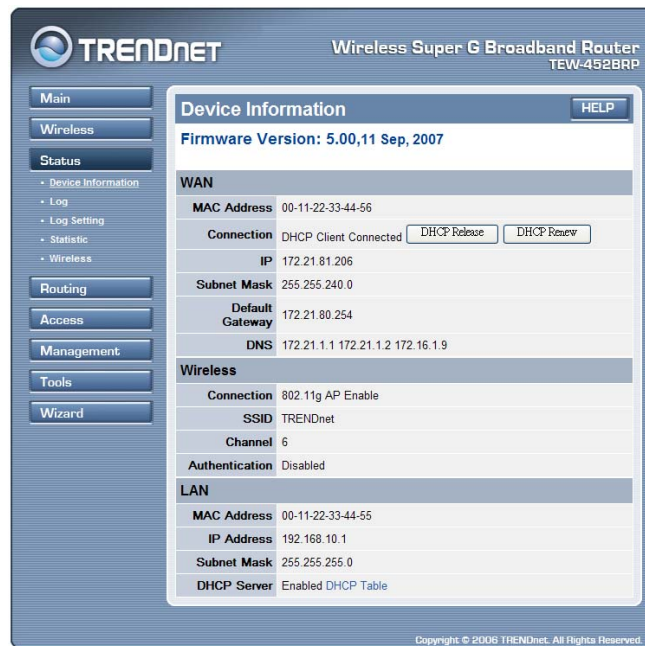 TRENDNET
Wireless Super G Broadband Router
TEW-452BRP
Main
Wireless
Status
• Device Information
• Log
• Log Setting
• Statistic
• Wireless
Routing
Access
Management
Tools
Wizard
Device Information
HELP
Firmware Version: 5.00,11 Sep, 2007
WAN
MAC Address 00-11-22-33-44-56
Connection DHCP Client Connected DHCP Release DHCP Renew
IP 172.21.81.206
Subnet Mask 255.255.240.0
Default
Gateway 172.21.80.254
DNS 172.21.1.1 172.21.1.2 172.16.1.9
Wireless
Connection 802.11g AP Enable
SSID TRENDnet
Channel 6
Authentication Disabled
LAN
MAC Address 00-11-22-33-44-55
IP Address 192.168.10.1
Subnet Mask 255.255.255.0
DHCP Server Enabled DHCP Table
Copyright © 2006 TRENDnet. All Rights Reserved.